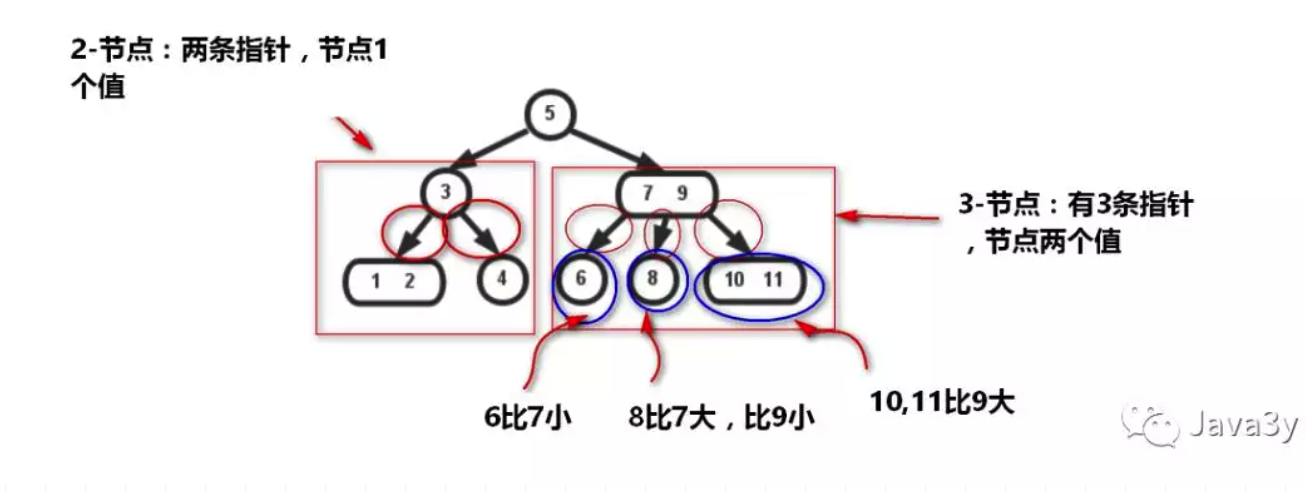 2-节点：两条指针，节点1
个值
5
3
7 9
3-节点：有3条指针
，节点两个值
1 2
4
6
8
10 11
6比7小
8比7大，比9小
10,11比9大
Java3y